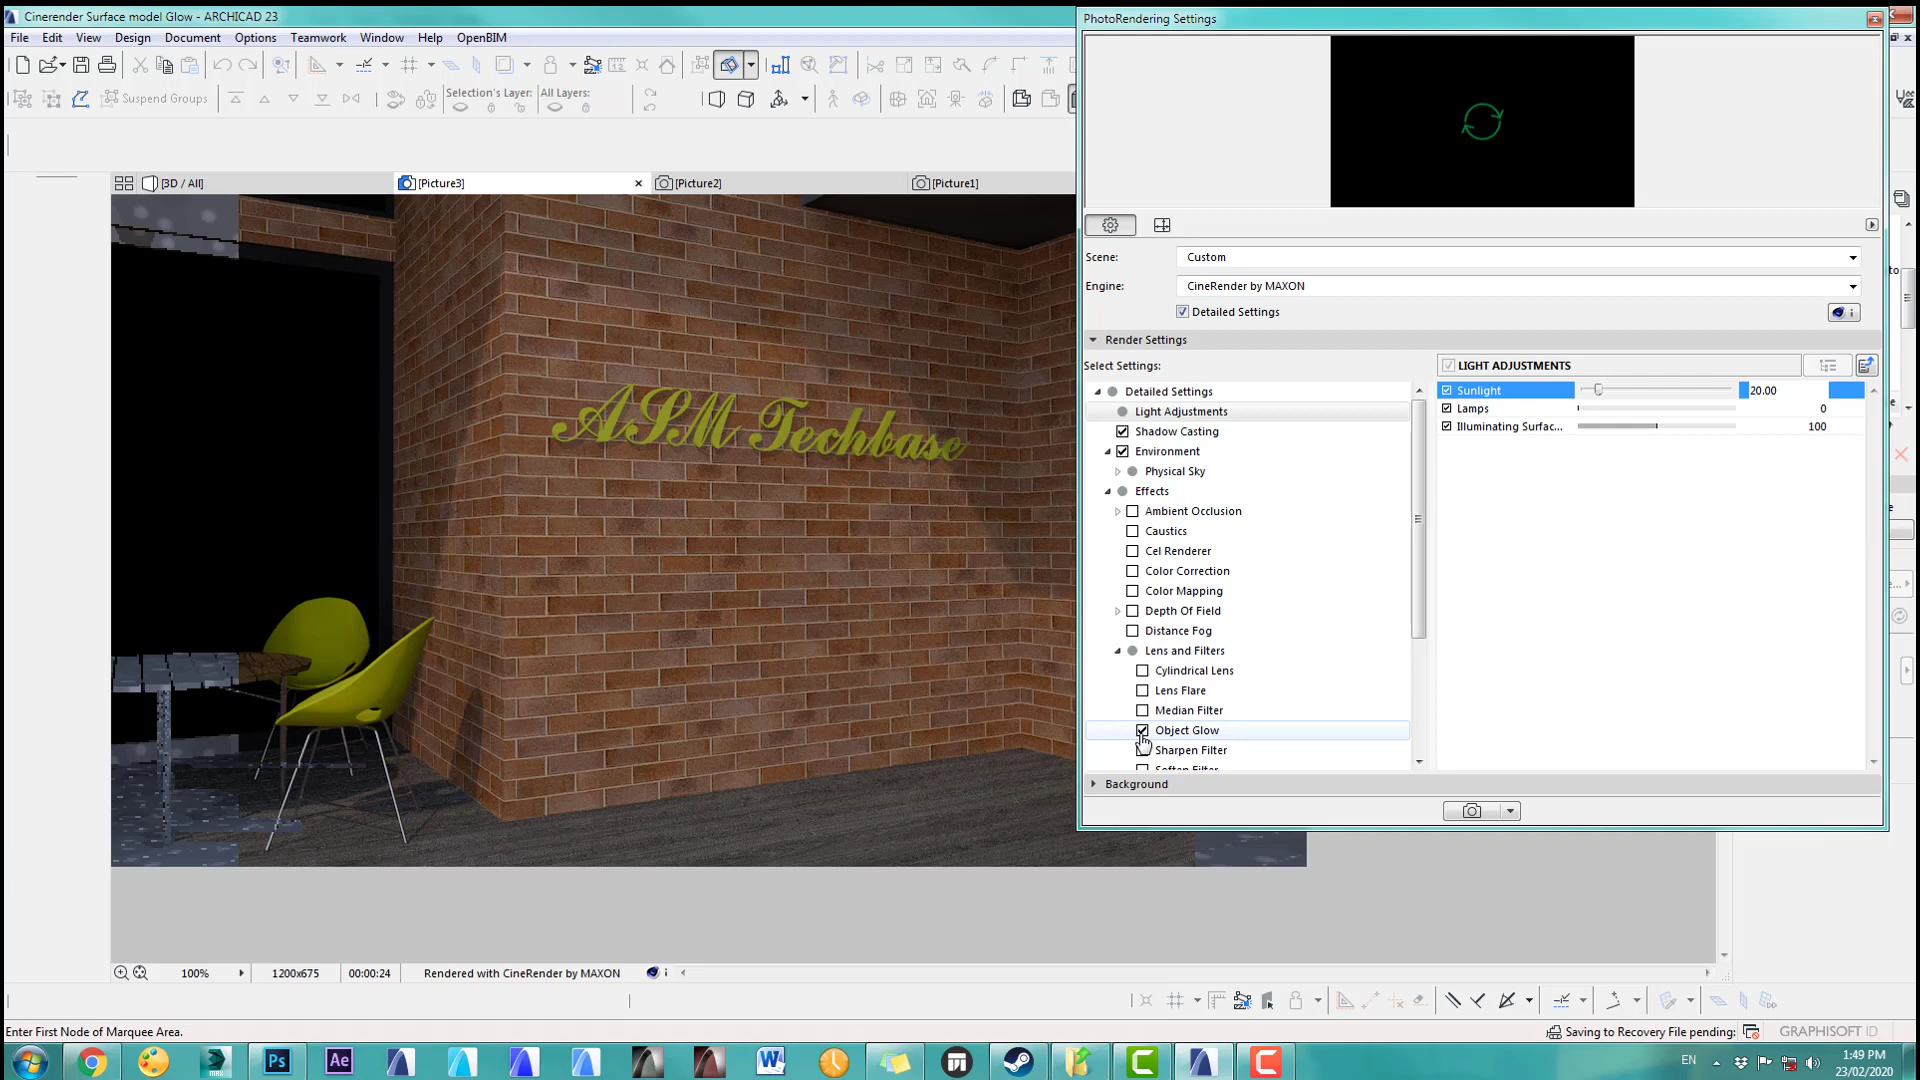 Cinerender Surface model Glow - ARCHICAD 23
File Edit View Design Document Options Teamwork Window Help OpenBIM
Suspend Groups
Selection's Layer:
All Layers:
[3D / All]
[Picture3]
[Picture2]
[Picture1]
ASM Techbase
PhotoRendering Settings
Scene:
Custom
Engine:
CineRender by MAXON
Detailed Settings
Render Settings
Select Settings:
Detailed Settings
Light Adjustments
Shadow Casting
Environment
Physical Sky
Effects
Ambient Occlusion
Caustics
Cel Renderer
Color Correction
Color Mapping
Depth Of Field
Distance Fog
Lens and Filters
Cylindrical Lens
Lens Flare
Median Filter
Object Glow
Sharpen Filter
Soften Filter
LIGHT ADJUSTMENTS
Sunlight 20.00
Lamps 0
Illuminating Surfac... 100
Background
100%
1200x675
00:00:24
Rendered with CineRender by MAXON
Enter First Node of Marquee Area.
Saving to Recovery File pending:
GRAPHISOFT ID
MAX
Ps
Ae
W
EN
1:49 PM
23/02/2020